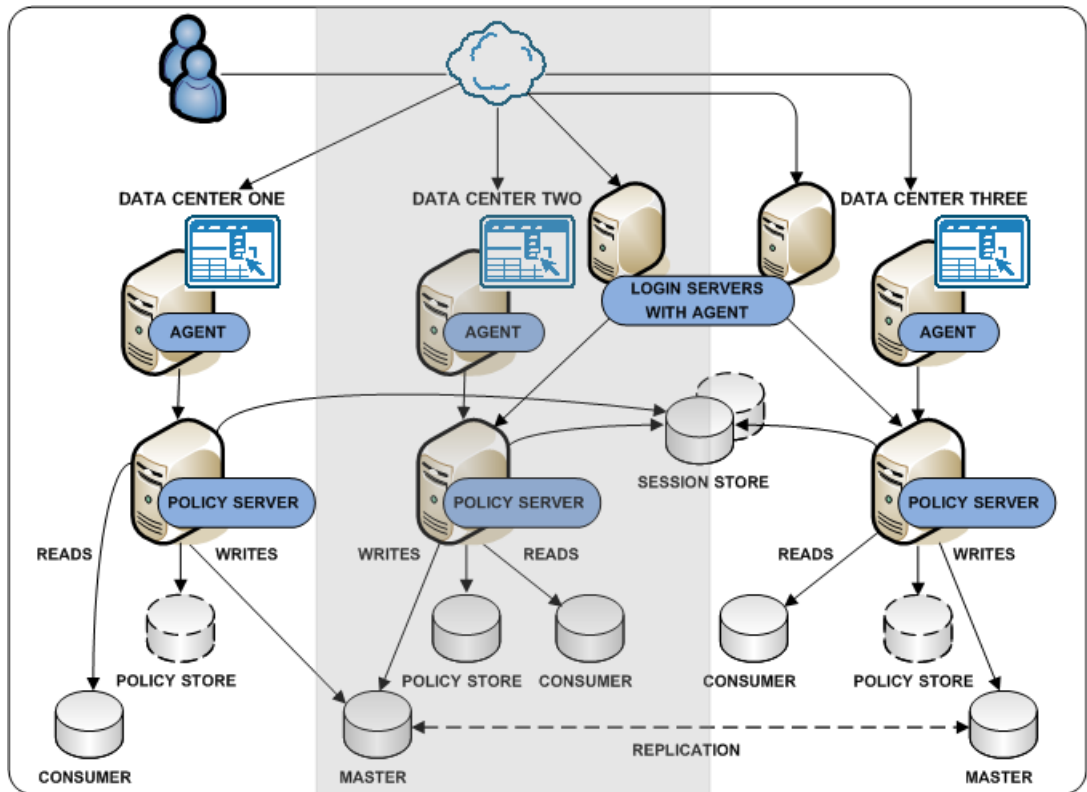 DATA CENTER ONE
DATA CENTER TWO
DATA CENTER THREE
LOGIN SERVERS
WITH AGENT
AGENT
AGENT
AGENT
SESSION STORE
POLICY SERVER
POLICY SERVER
POLICY SERVER
READS
WRITES
WRITES
READS
READS
WRITES
POLICY STORE
POLICY STORE
CONSUMER
CONSUMER
POLICY STORE
REPLICATION
CONSUMER
MASTER
MASTER